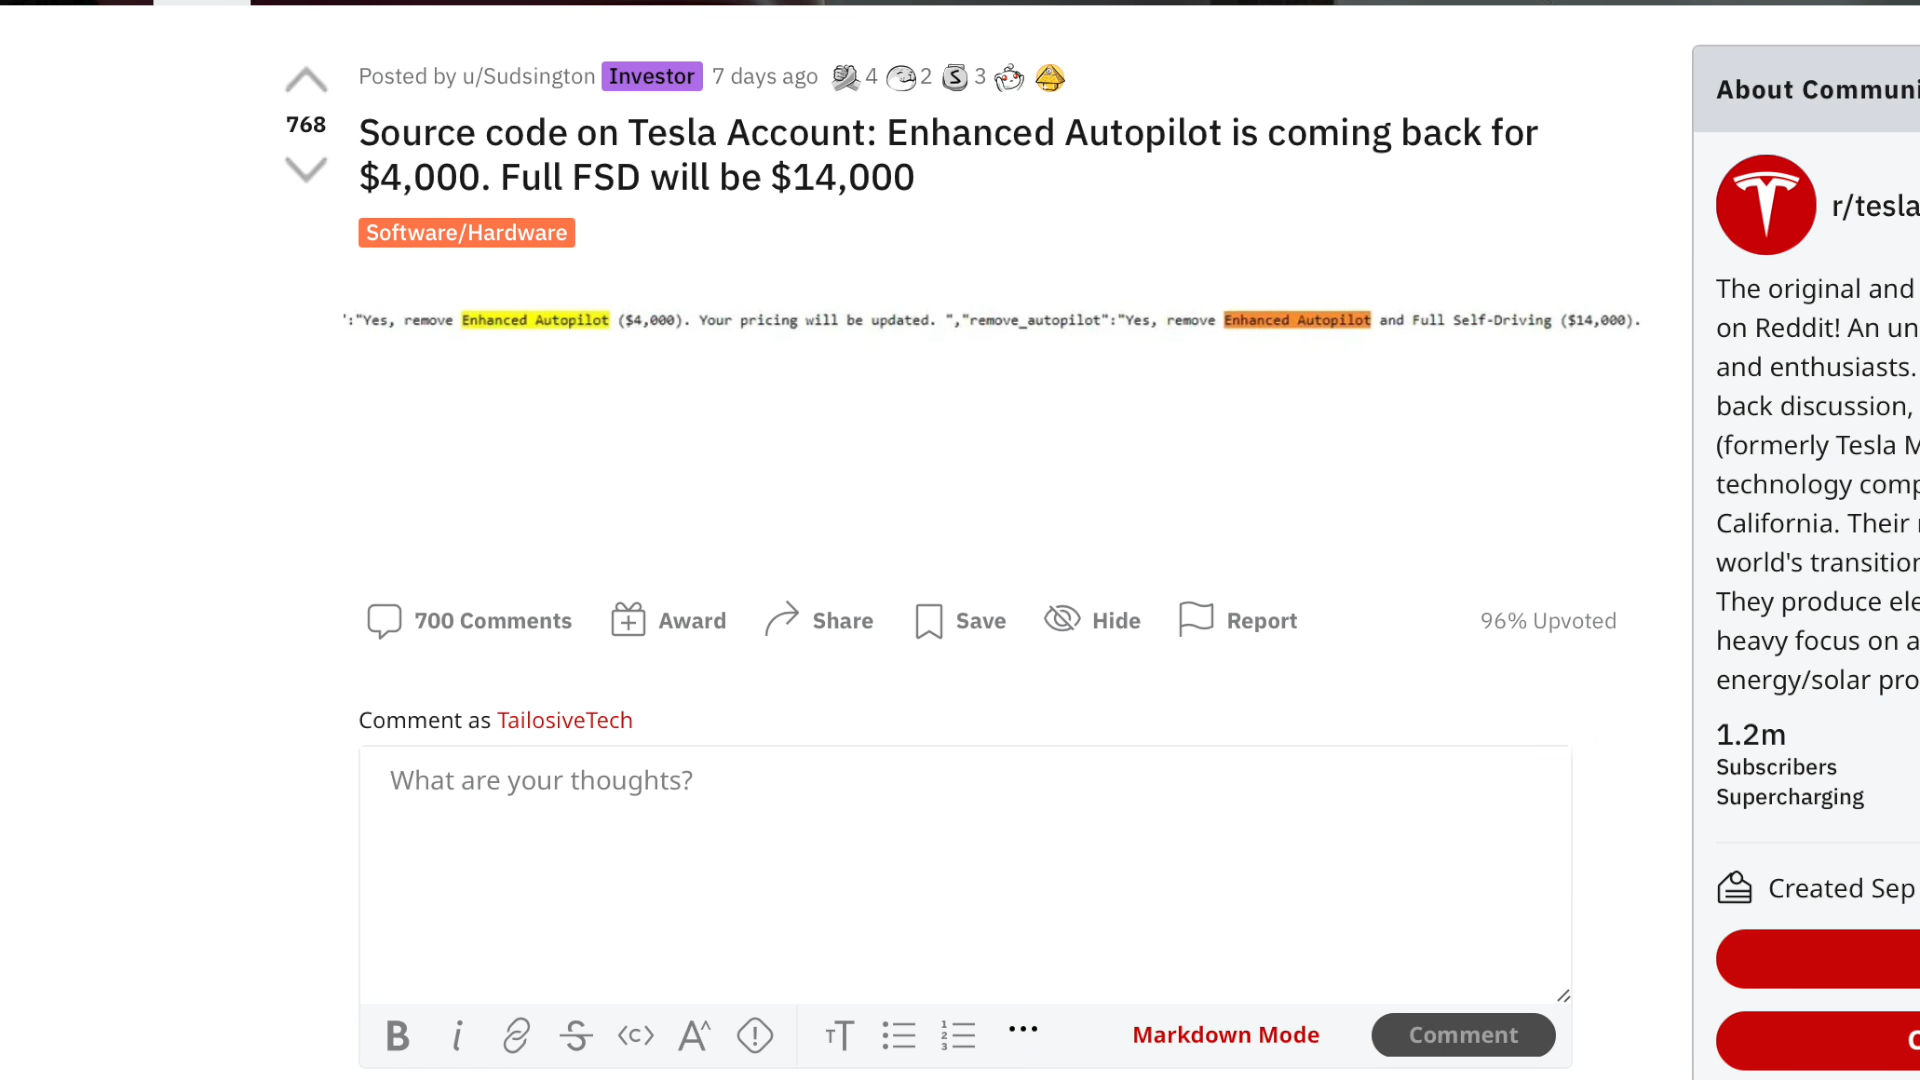 Posted by u/Sudsington Investor 7 days ago 4 2 3
768
Source code on Tesla Account: Enhanced Autopilot is coming back for
$4,000. Full FSD will be $14,000
Software/Hardware
':"Yes, remove Enhanced Autopilot ($4,000). Your pricing will be updated. ","remove_autopilot":"Yes, remove Enhanced Autopilot and Full Self-Driving ($14,000).
700 Comments Award Share Save Hide Report 96% Upvoted
Comment as TailosiveTech
What are your thoughts?
Markdown Mode Comment
About Communi
r/tesla
The original and
on Reddit! An un
and enthusiasts.
back discussion,
(formerly Tesla M
technology comp
California. Their
world's transition
They produce ele
heavy focus on a
energy/solar pro
1.2m
Subscribers
Supercharging
Created Sep